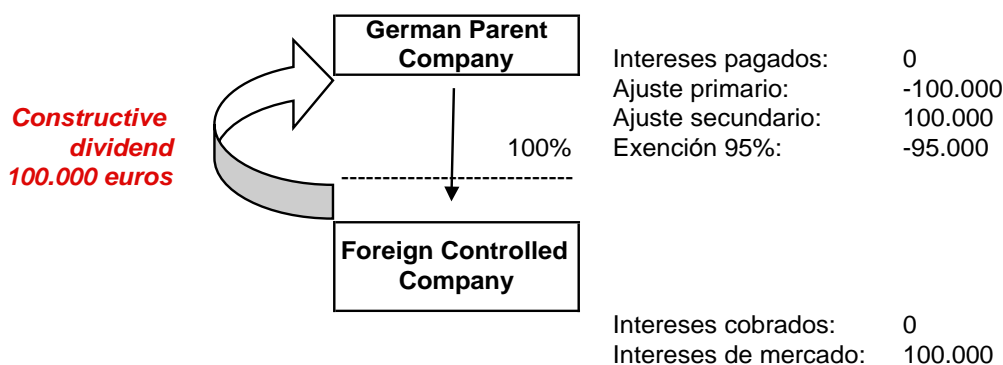 German Parent
Company
Intereses pagados: 0
Ajuste primario: -100.000
Ajuste secundario: 100.000
Exención 95%: -95.000
Constructive
dividend
100.000 euros
100%
Foreign Controlled
Company
Intereses cobrados: 0
Intereses de mercado: 100.000